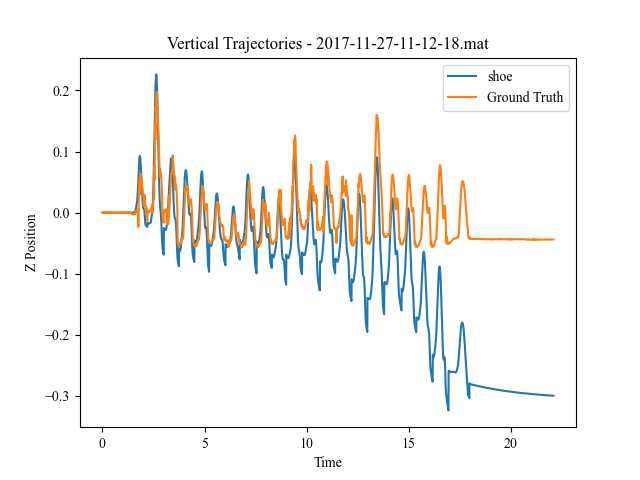 Vertical Trajectories - 2017-11-27-11-12-18.mat
shoe
Ground Truth
Z Position
0.2
0.1
0.0
−0.1
−0.2
−0.3
0
5
10
15
20
Time